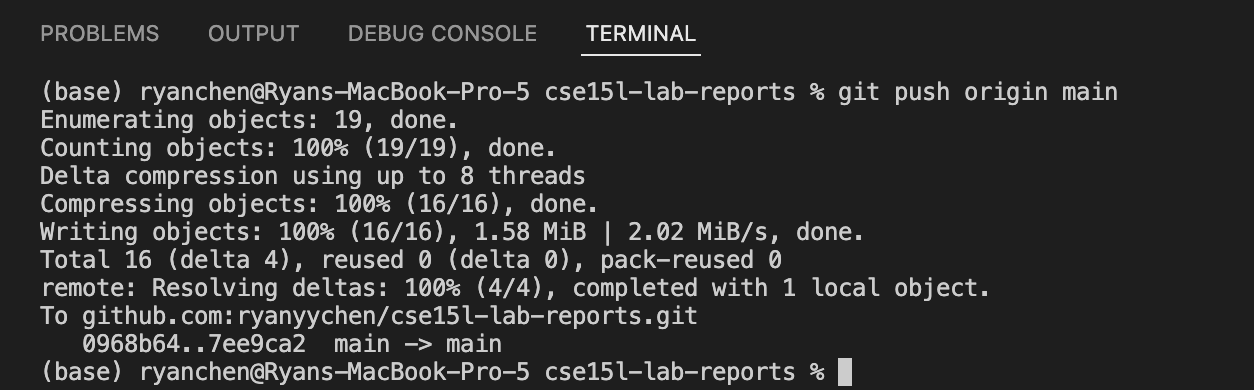 PROBLEMS OUTPUT DEBUG CONSOLE TERMINAL
(base) ryanchen@Ryans-MacBook-Pro-5 cse15l-lab-reports % git push origin main
Enumerating objects: 19, done.
Counting objects: 100% (19/19), done.
Delta compression using up to 8 threads
Compressing objects: 100% (16/16), done.
Writing objects: 100% (16/16), 1.58 MiB | 2.02 MiB/s, done.
Total 16 (delta 4), reused 0 (delta 0), pack-reused 0
remote: Resolving deltas: 100% (4/4), completed with 1 local object.
To github.com:ryanyychen/cse15l-lab-reports.git
   0968b64..7ee9ca2  main -> main
(base) ryanchen@Ryans-MacBook-Pro-5 cse15l-lab-reports %